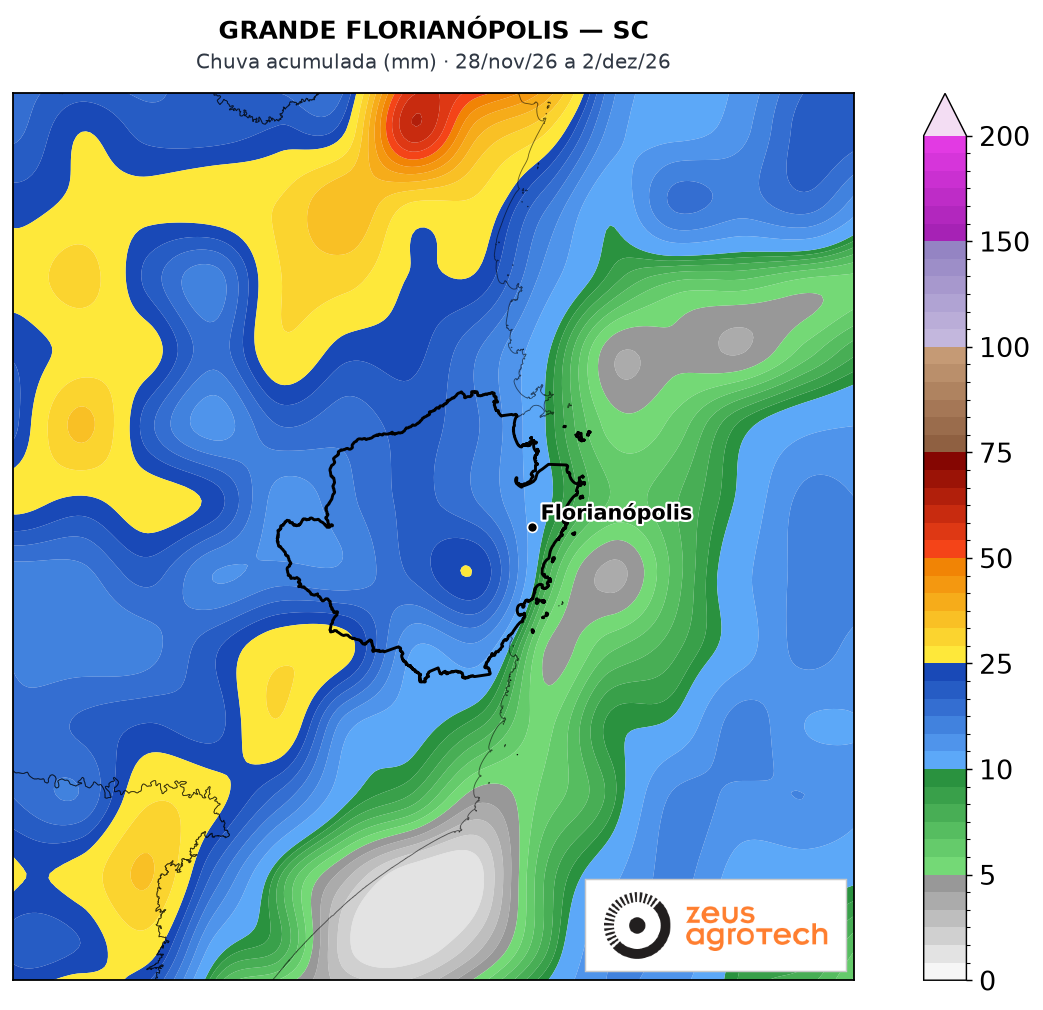 GRANDE FLORIANÓPOLIS — SC
Chuva acumulada (mm) · 28/nov/26 a 2/dez/26
200
150
100
75
50
25
10
5
0
Florianópolis
zeus
agrotech